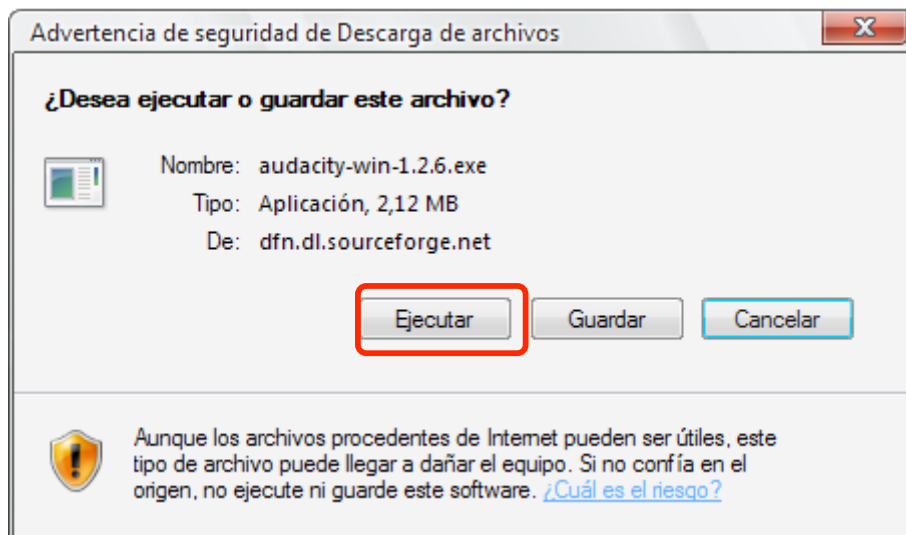 Advertencia de seguridad de Descarga de archivos
¿Desea ejecutar o guardar este archivo?
Nombre: audacity-win-1.2.6.exe
Tipo: Aplicación, 2,12 MB
De: dfn.dl.sourceforge.net
Ejecutar Guardar Cancelar
Aunque los archivos procedentes de Internet pueden ser útiles, este
tipo de archivo puede llegar a dañar el equipo. Si no confía en el
origen, no ejecute ni guarde este software. ¿Cuál es el riesgo?